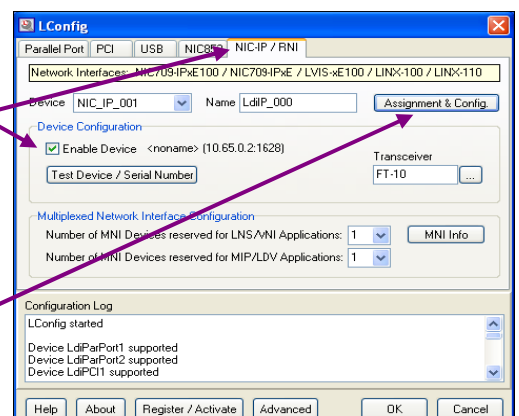 LConfig
Parallel Port PCI USB NIC852 NIC-IP / RNI
Network Interfaces: NIC709-IPxE100 / NIC709-IPxE / LVIS-xE100 / LINX-100 / LINX-110
Device NIC_IP_001 Name LdiIP_000 Assignment & Config.
Device Configuration
Enable Device <noname> (10.65.0.2:1628)
Transceiver
Test Device / Serial Number FT-10 ...
Multiplexed Network Interface Configuration
Number of MNI Devices reserved for LNS/VNI Applications: 1 MNI Info
Number of MNI Devices reserved for MIP/LDV Applications: 1
Configuration Log
LConfig started
Device LdiParPort1 supported
Device LdiParPort2 supported
Device LdiPCI1 supported
Help About Register / Activate Advanced OK Cancel